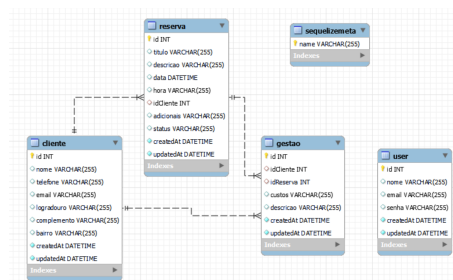 reserva
id INT
titulo VARCHAR(255)
descricao VARCHAR(255)
data DATETIME
hora VARCHAR(255)
idCliente INT
adicionais VARCHAR(255)
status VARCHAR(255)
createdAt DATETIME
updatedAt DATETIME
Indexes
sequelizemeta
name VARCHAR(255)
Indexes
cliente
id INT
nome VARCHAR(255)
telefone VARCHAR(255)
email VARCHAR(255)
logradouro VARCHAR(255)
complemento VARCHAR(255)
bairro VARCHAR(255)
createdAt DATETIME
updatedAt DATETIME
Indexes
gestao
id INT
idCliente INT
idReserva INT
custos VARCHAR(255)
descricao VARCHAR(255)
createdAt DATETIME
updatedAt DATETIME
Indexes
user
id INT
nome VARCHAR(255)
email VARCHAR(255)
senha VARCHAR(255)
createdAt DATETIME
updatedAt DATETIME
Indexes